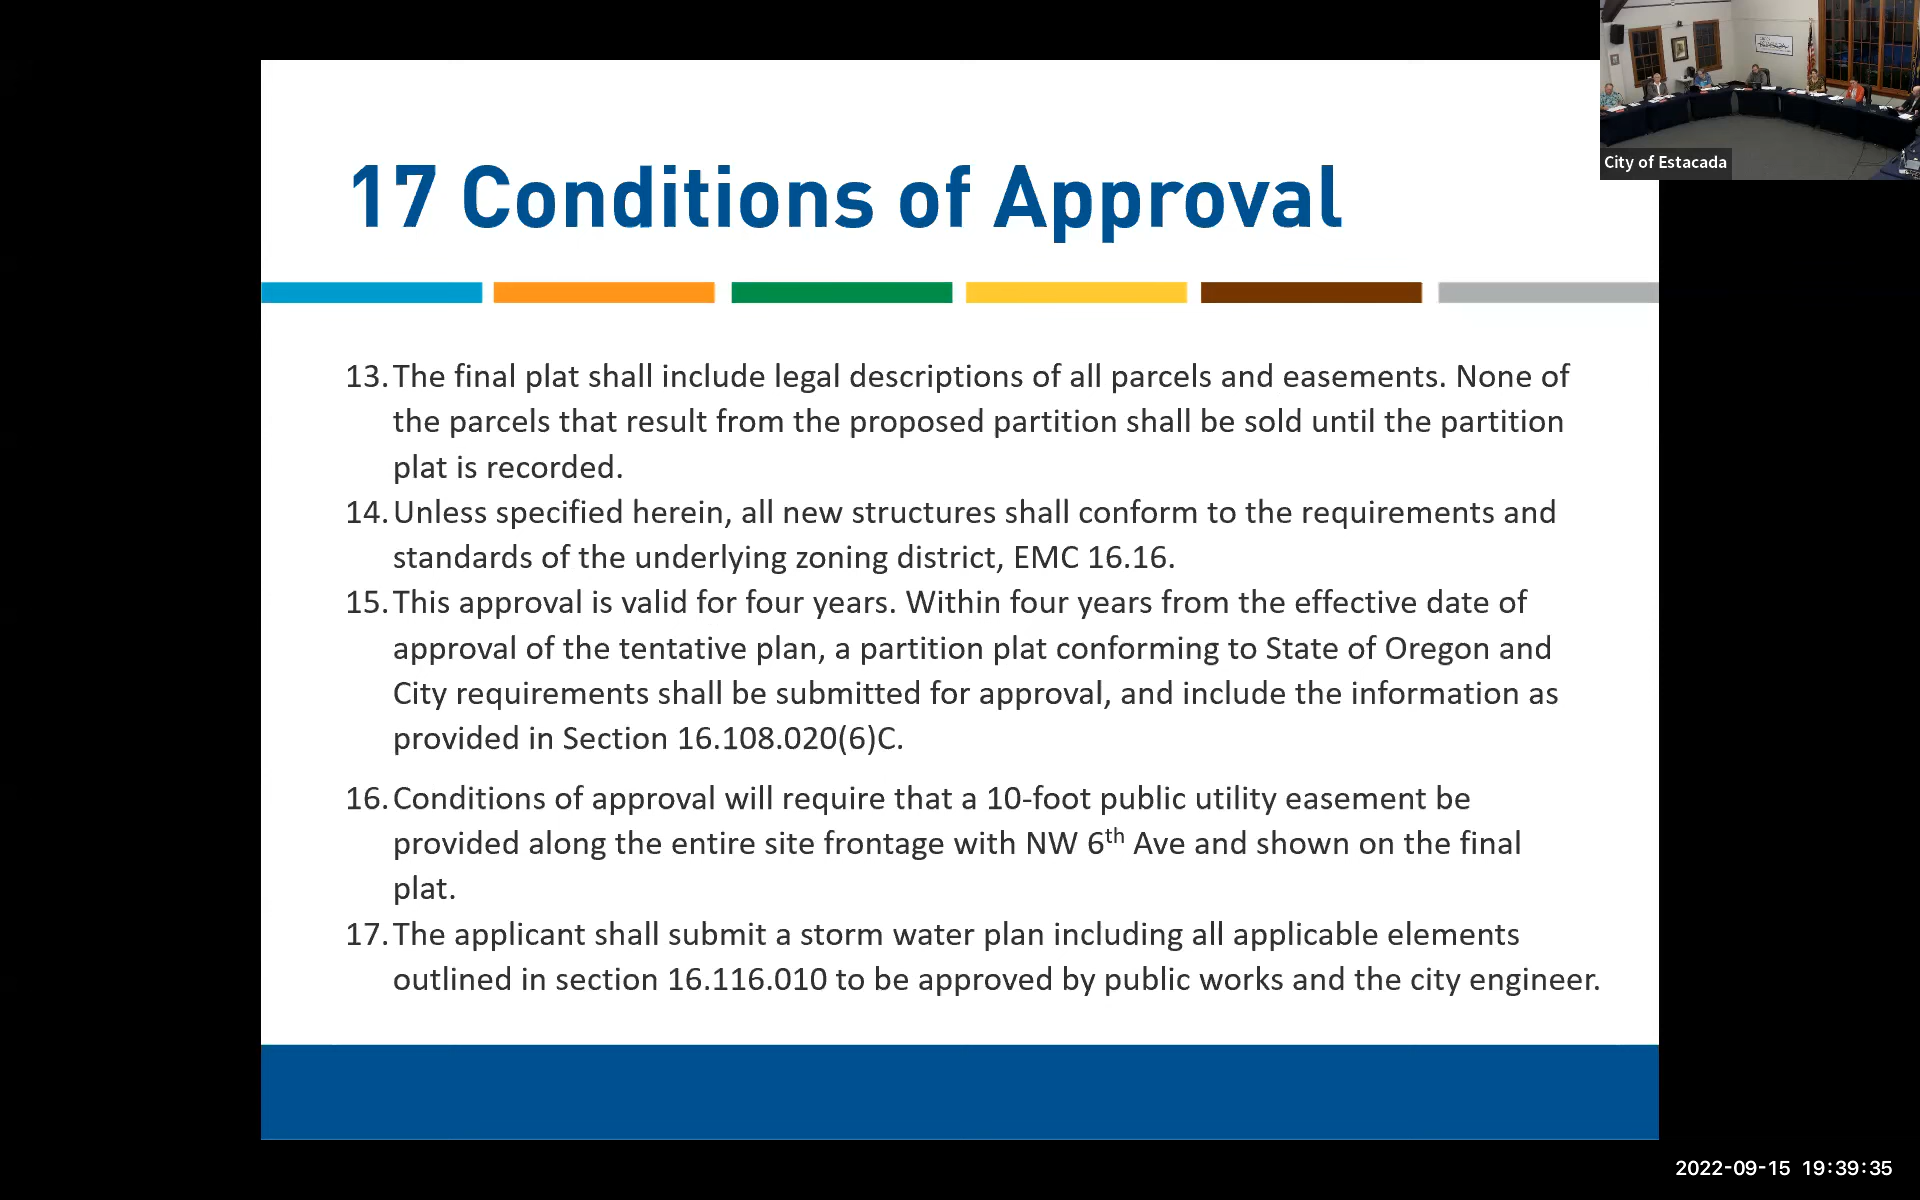 17 Conditions of Approval
13. The final plat shall include legal descriptions of all parcels and easements. None of
the parcels that result from the proposed partition shall be sold until the partition
plat is recorded.
14. Unless specified herein, all new structures shall conform to the requirements and
standards of the underlying zoning district, EMC 16.16.
15. This approval is valid for four years. Within four years from the effective date of
approval of the tentative plan, a partition plat conforming to State of Oregon and
City requirements shall be submitted for approval, and include the information as
provided in Section 16.108.020(6)C.
16. Conditions of approval will require that a 10-foot public utility easement be
provided along the entire site frontage with NW 6th Ave and shown on the final
plat.
17. The applicant shall submit a storm water plan including all applicable elements
outlined in section 16.116.010 to be approved by public works and the city engineer.
City of Estacada
2022-09-15 19:39:35